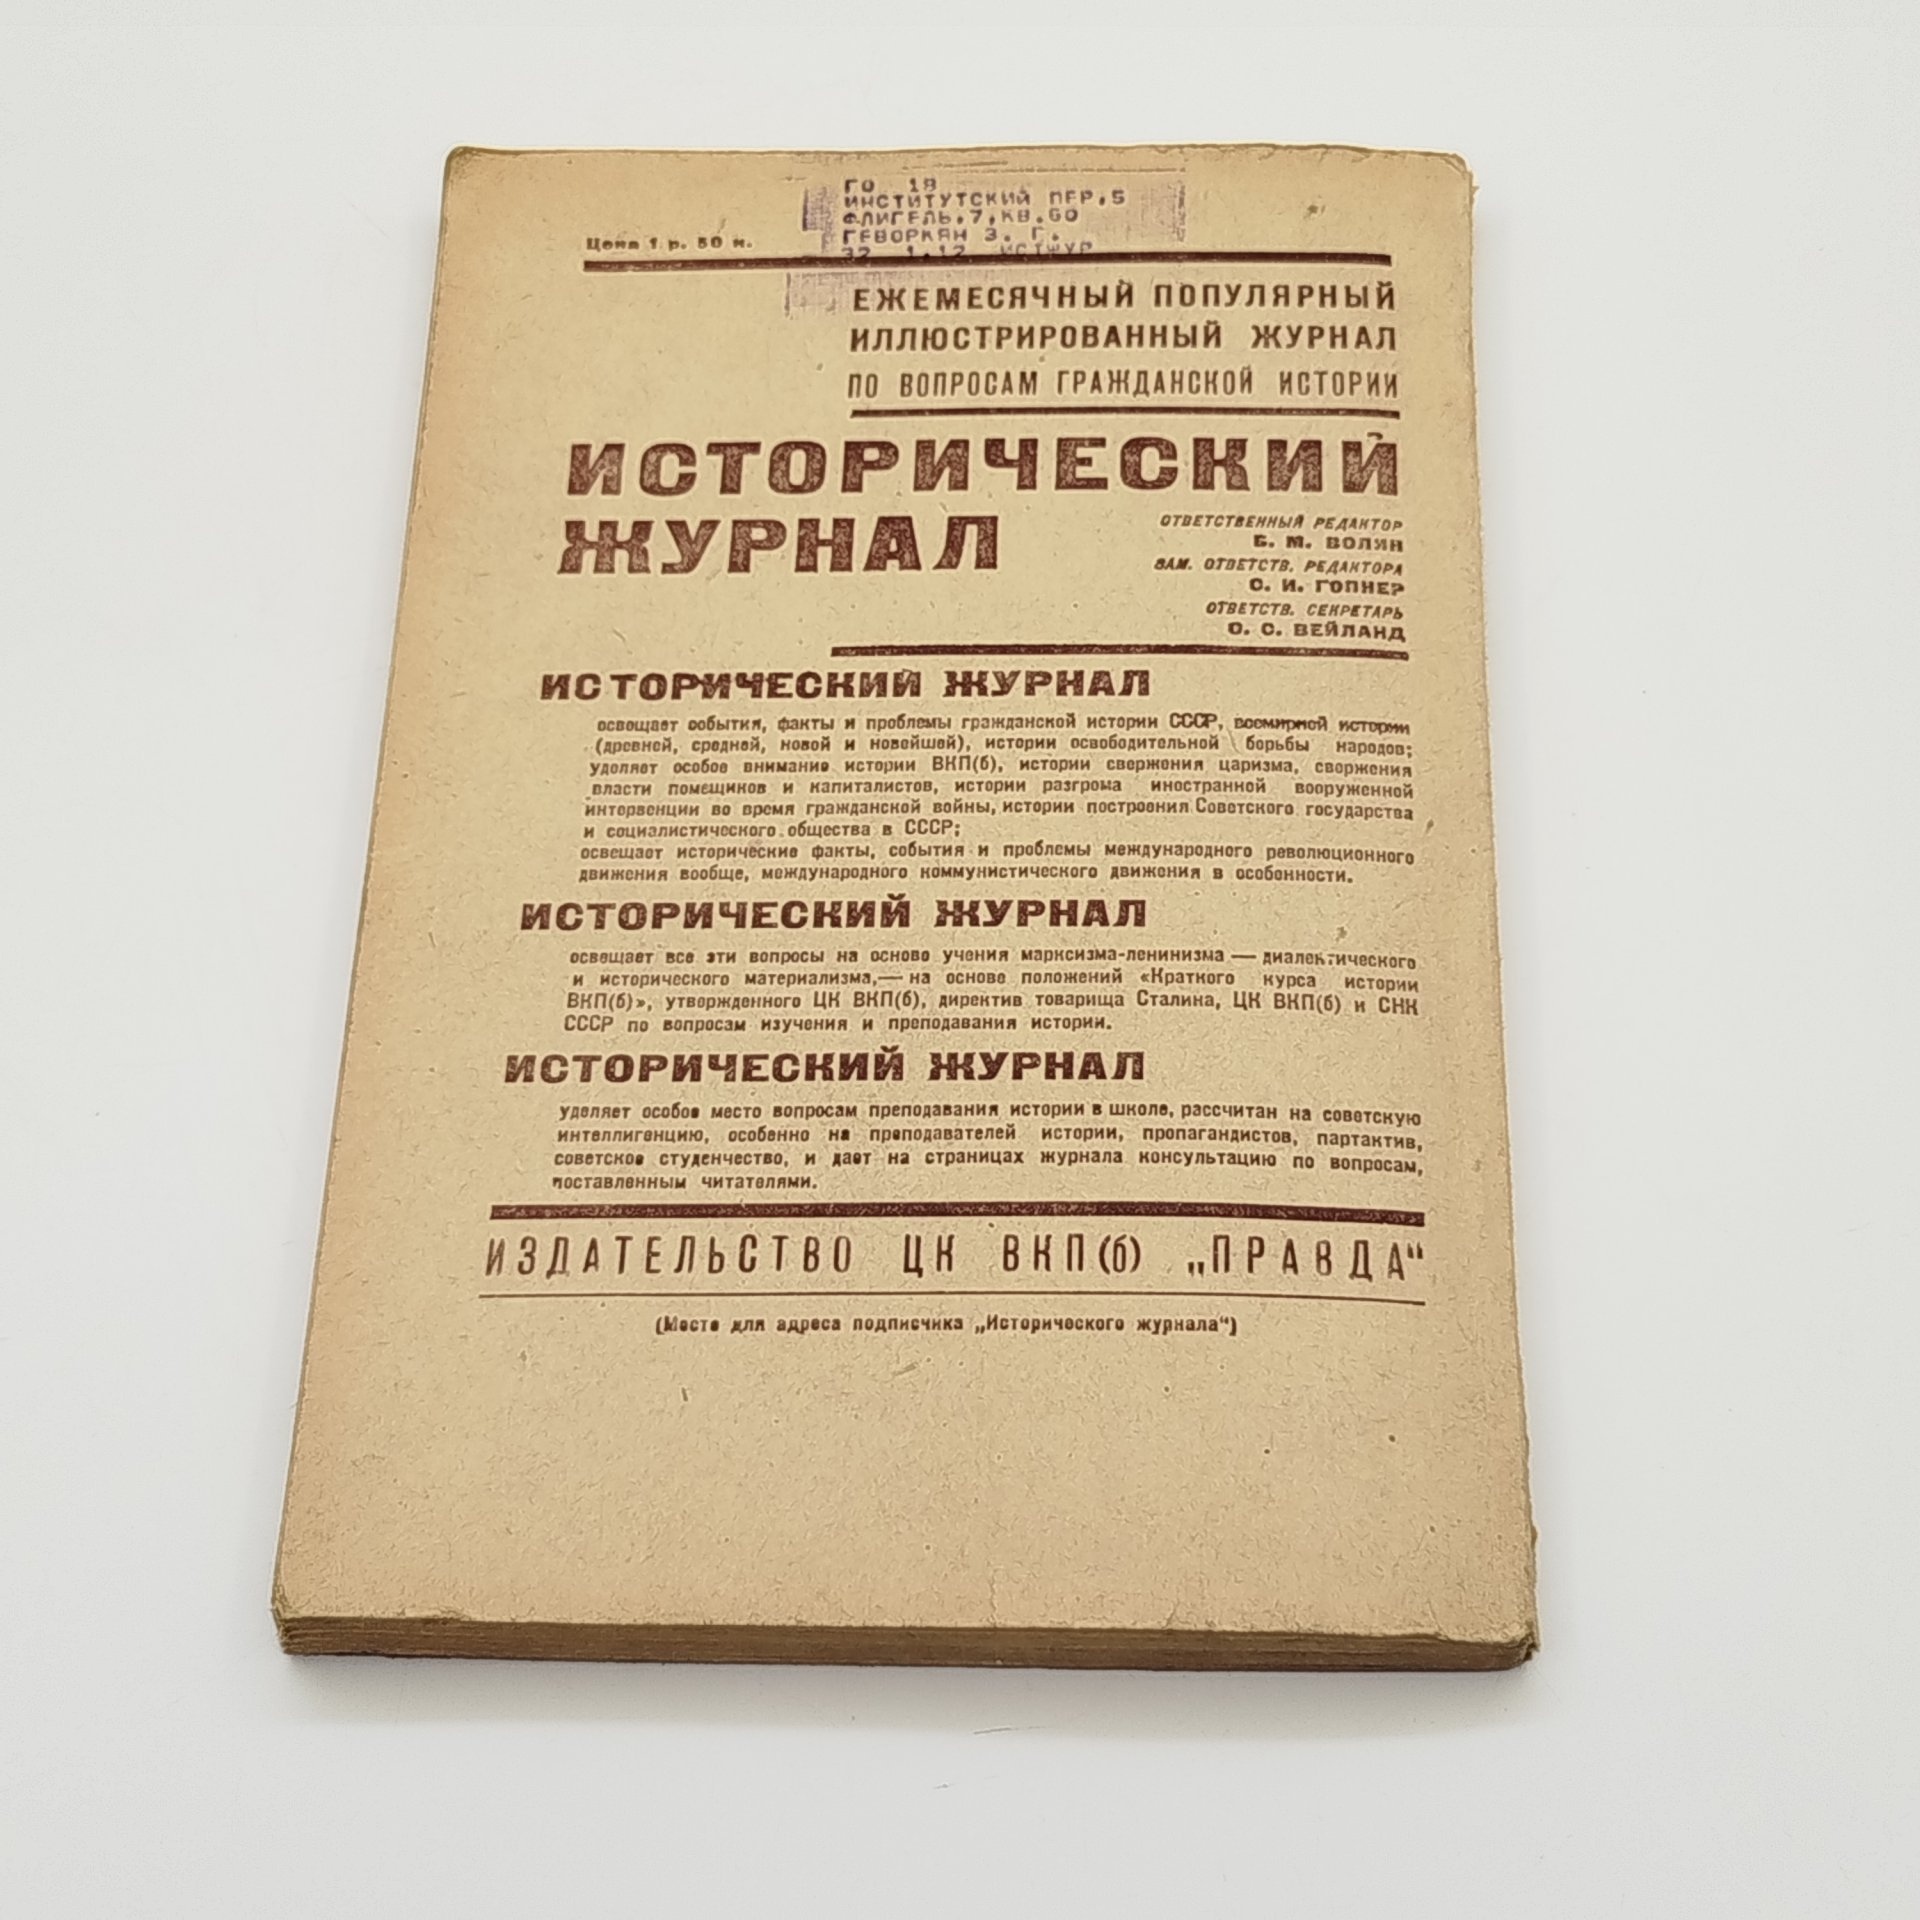 ГО 18
ИНСТИТУТСКИЙ ПЕР,5
ФЛИГЕЛЬ,7,КВ.60
ГЕВОРКЯН З. Г.
32 1.12 ИСТЖУР
Цена 1 р. 50 к.
ЕЖЕМЕСЯЧНЫЙ ПОПУЛЯРНЫЙ
ИЛЛЮСТРИРОВАННЫЙ ЖУРНАЛ
ПО ВОПРОСАМ ГРАЖДАНСКОЙ ИСТОРИИ
ИСТОРИЧЕСКИЙ
ЖУРНАЛ
ОТВЕТСТВЕННЫЙ РЕДАКТОР
Б. М. ВОЛИН
ЗАМ. ОТВЕТСТВ. РЕДАКТОРА
С. И. ГОПНЕР
ОТВЕТСТВ. СЕКРЕТАРЬ
О. С. ВЕЙЛАНД
ИСТОРИЧЕСКИЙ ЖУРНАЛ
освещает события, факты и проблемы гражданской истории СССР, всемирной истории
(древней, средней, новой и новейшей), истории освободительной борьбы народов;
уделяет особое внимание истории ВКП(б), истории свержения царизма, свержения
власти помещиков и капиталистов, истории разгрома иностранной вооруженной
интервенции во время гражданской войны, истории построения Советского государства
и социалистического общества в СССР;
освещает исторические факты, события и проблемы международного революционного
движения вообще, международного коммунистического движения в особенности.
ИСТОРИЧЕСКИЙ ЖУРНАЛ
освещает все эти вопросы на основе учения марксизма-ленинизма — диалектического
и исторического материализма,— на основе положений «Краткого курса истории
ВКП(б)», утвержденного ЦК ВКП(б), директив товарища Сталина, ЦК ВКП(б) и СНК
СССР по вопросам изучения и преподавания истории.
ИСТОРИЧЕСКИЙ ЖУРНАЛ
уделяет особое место вопросам преподавания истории в школе, рассчитан на советскую
интеллигенцию, особенно на преподавателей истории, пропагандистов, партактив,
советское студенчество, и дает на страницах журнала консультацию по вопросам,
поставленным читателями.
ИЗДАТЕЛЬСТВО ЦК ВКП(б) „ПРАВДА“
(Место для адреса подписчика „Исторического журнала“)